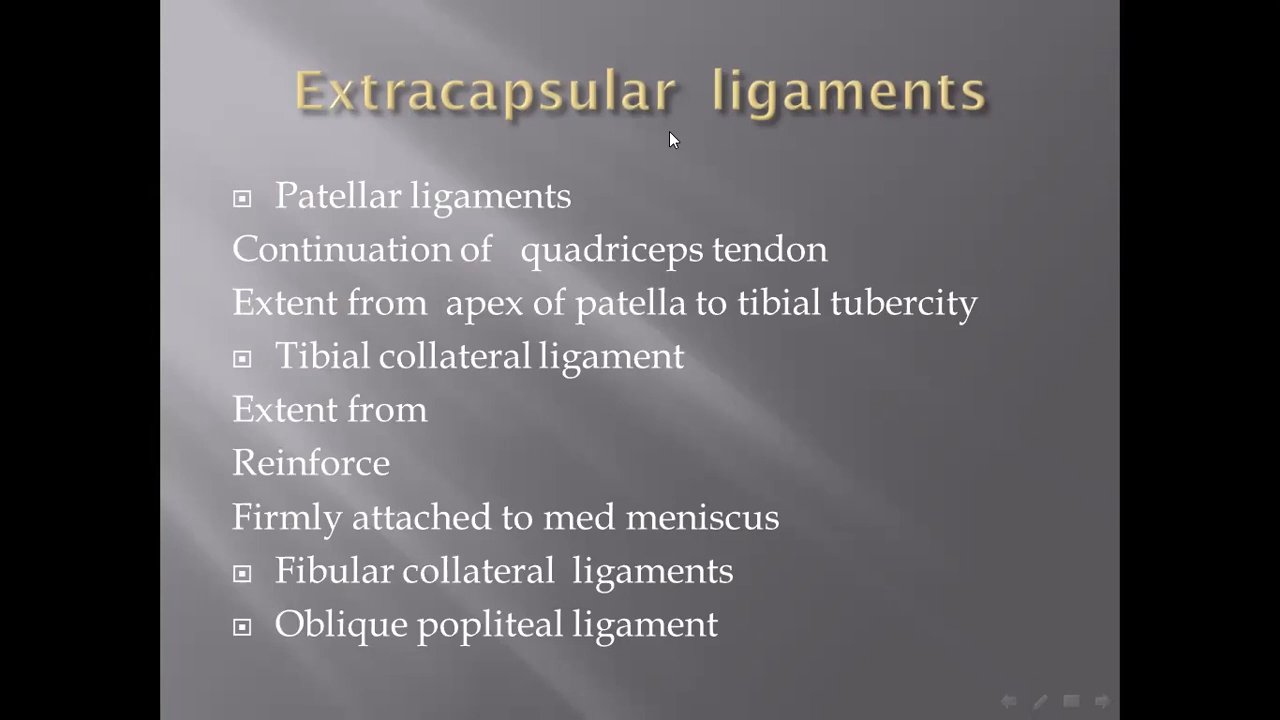 Extracapsular ligaments
Patellar ligaments
Continuation of quadriceps tendon
Extent from apex of patella to tibial tubercity
Tibial collateral ligament
Extent from
Reinforce
Firmly attached to med meniscus
Fibular collateral ligaments
Oblique popliteal ligament